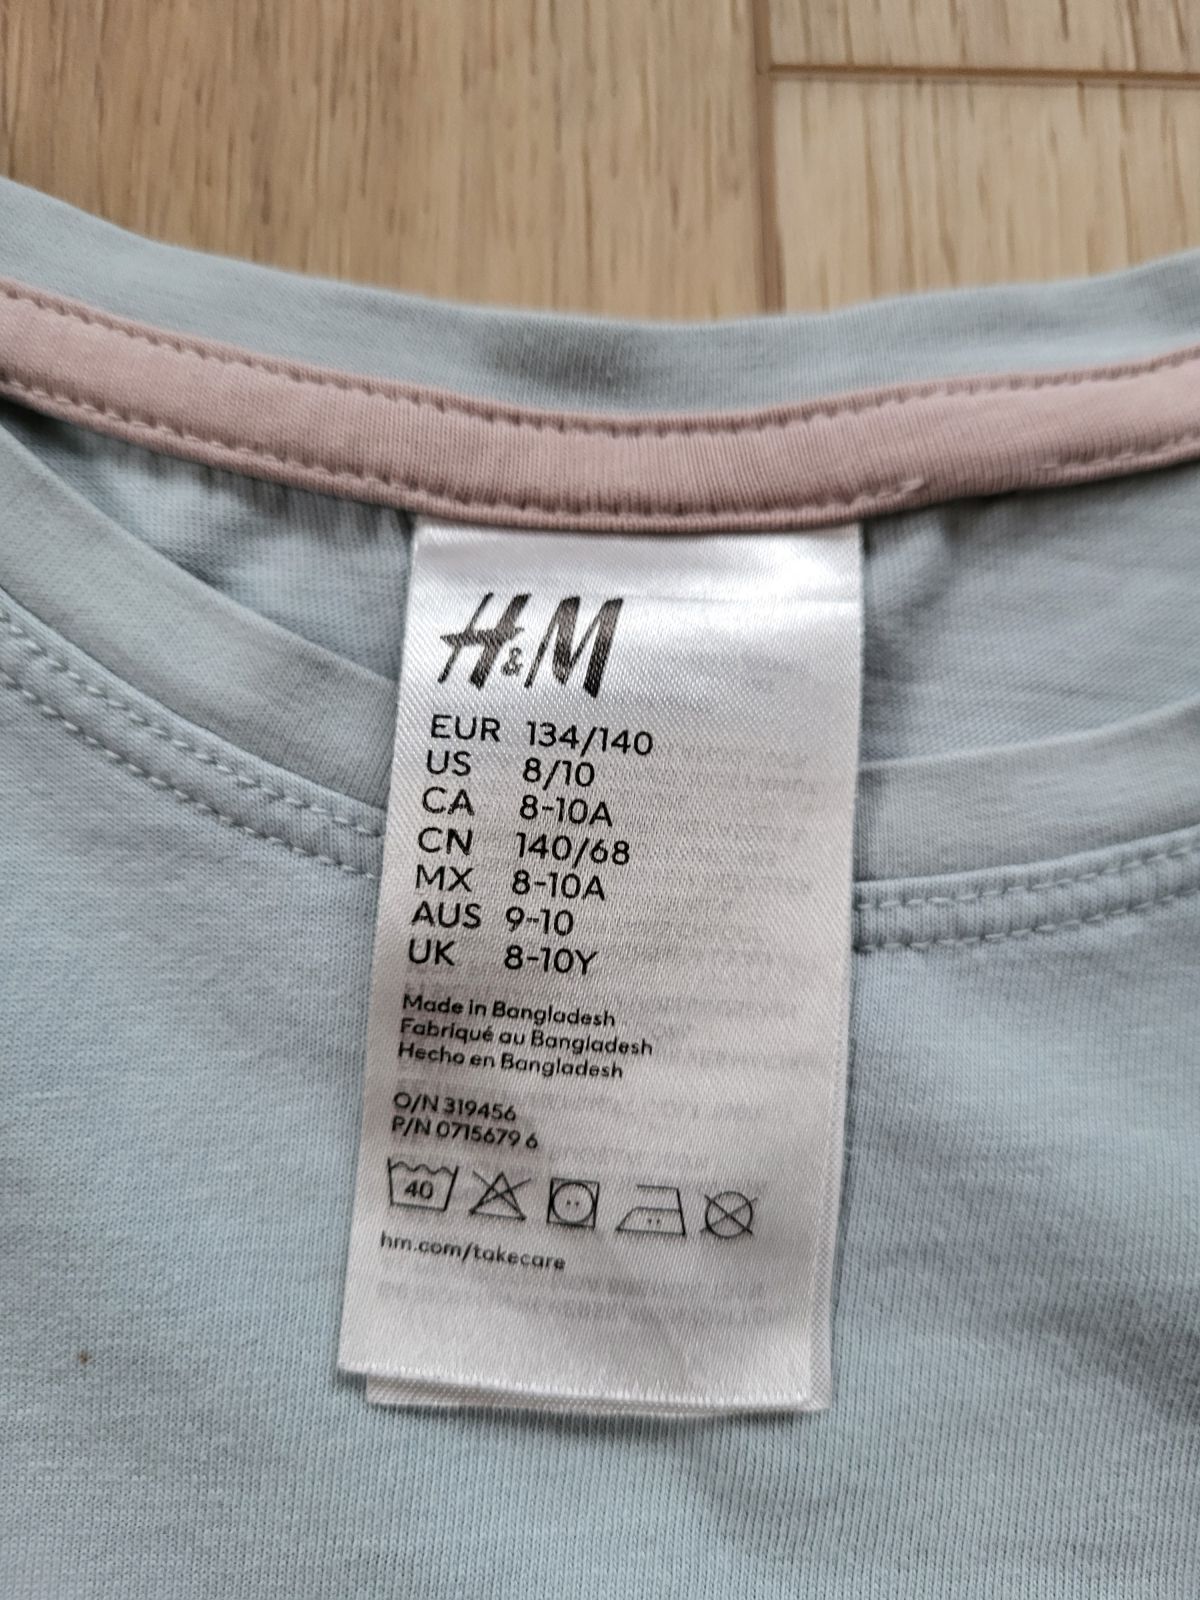 H&M
EUR 134/140
US 8/10
CA 8-10A
CN 140/68
MX 8-10A
AUS 9-10
UK 8-10Y
Made in Bangladesh
Fabriqué au Bangladesh
Hecho en Bangladesh
O/N 319456
P/N 0715679 6
40
hm.com/takecare